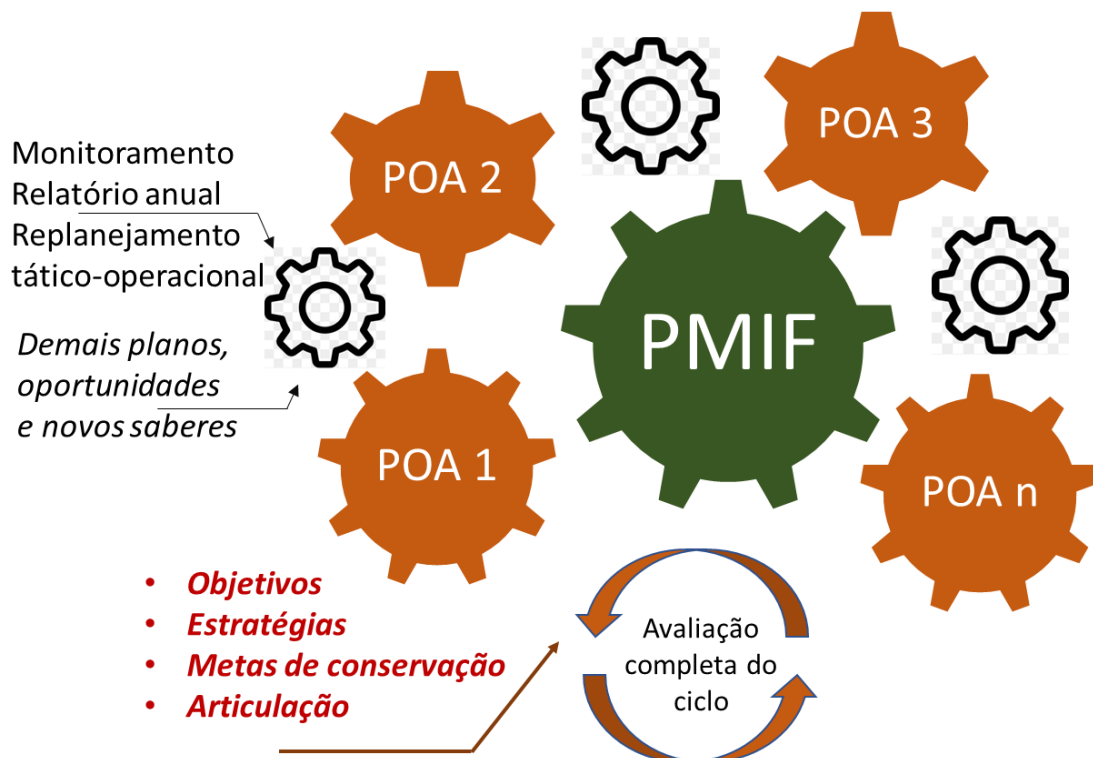 POA 3
Monitoramento
Relatório anual
Replanejamento
tático-operacional
POA 2
PMIF
Demais planos,
oportunidades
e novos saberes
POA 1
POA n
• Objetivos
• Estratégias
• Metas de conservação
• Articulação
Avaliação
completa do
ciclo